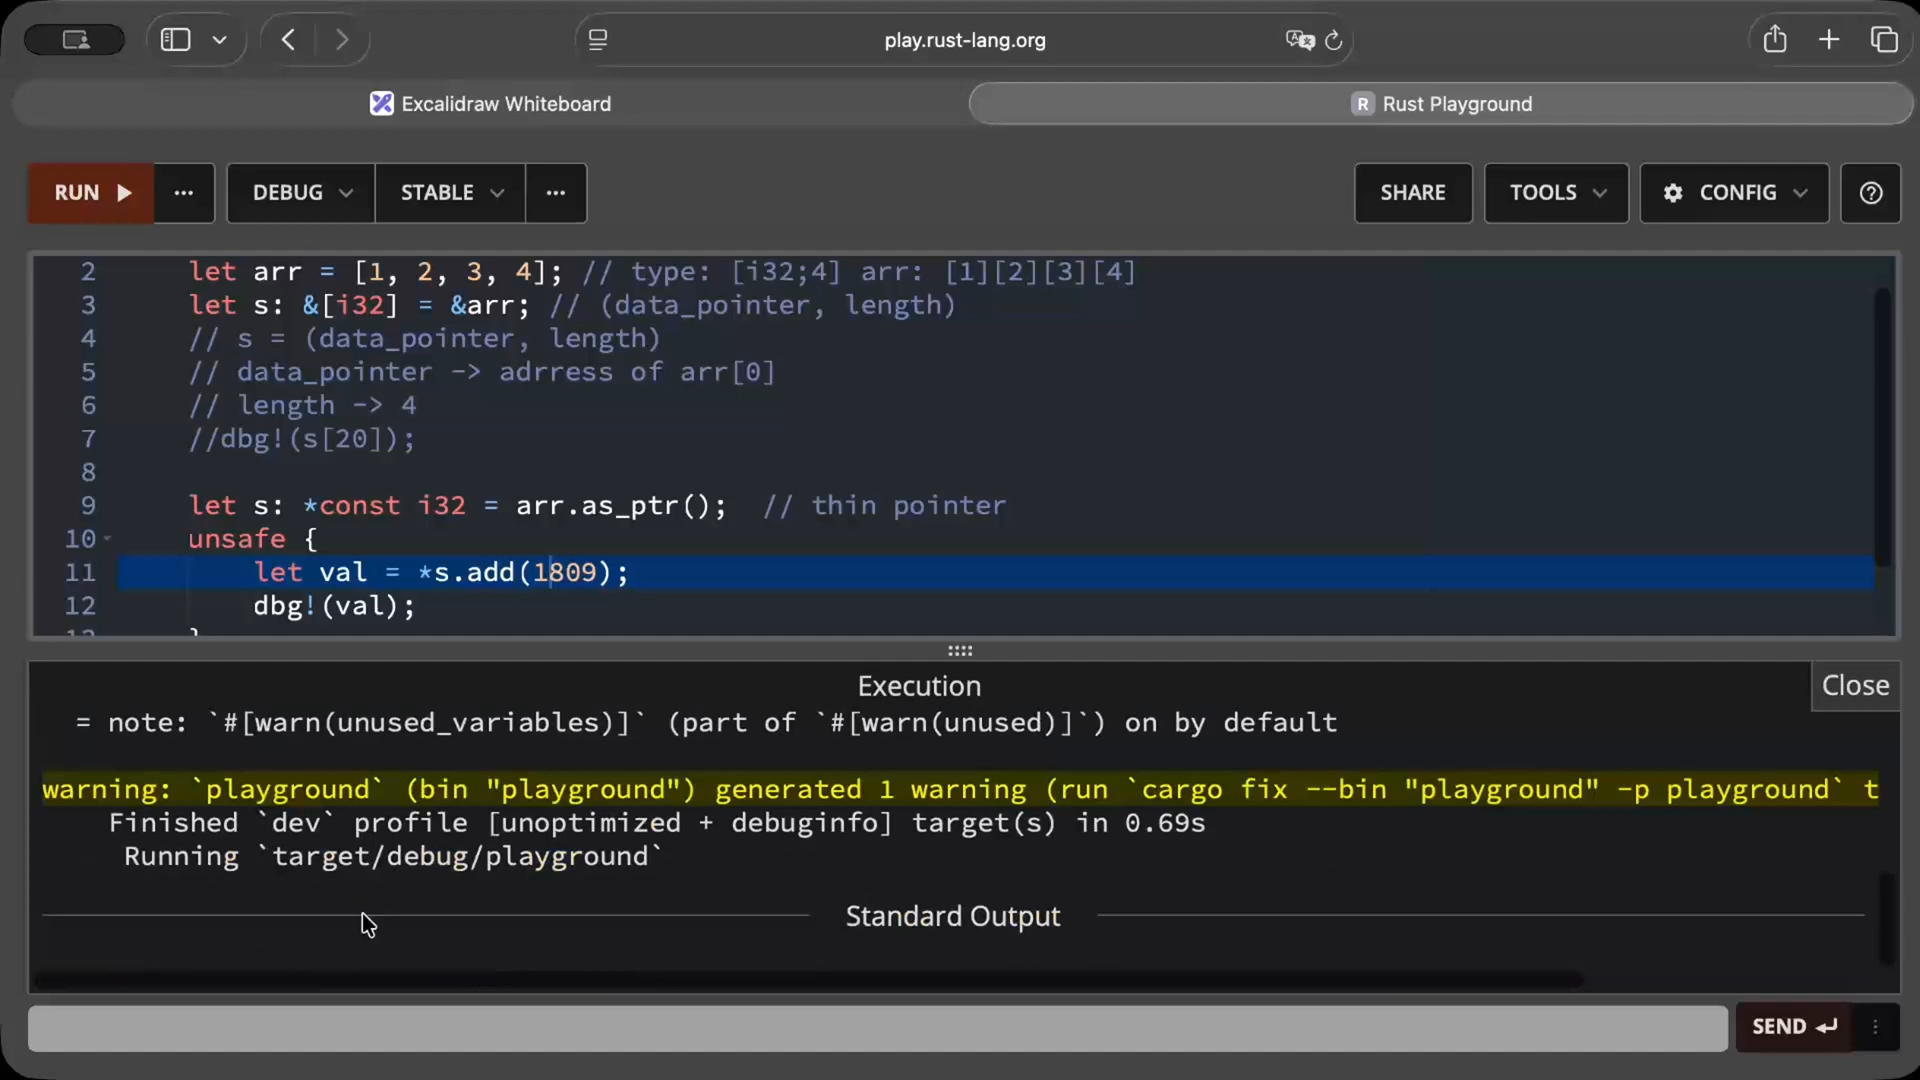 play.rust-lang.org
Excalidraw Whiteboard
R Rust Playground
RUN ▶ ... DEBUG STABLE ... SHARE TOOLS CONFIG ?
2 let arr = [1, 2, 3, 4]; // type: [i32;4] arr: [1][2][3][4]
3 let s: &[i32] = &arr; // (data_pointer, length)
4 // s = (data_pointer, length)
5 // data_pointer -> adrress of arr[0]
6 // length -> 4
7 //dbg!(s[20]);
8
9 let s: *const i32 = arr.as_ptr();  // thin pointer
10 unsafe {
11 let val = *s.add(1809);
12 dbg!(val);
13 }
Execution
Close
= note: `#[warn(unused_variables)]` (part of `#[warn(unused)]`) on by default
warning: `playground` (bin "playground") generated 1 warning (run `cargo fix --bin "playground" -p playground` t
Finished `dev` profile [unoptimized + debuginfo] target(s) in 0.69s
Running `target/debug/playground`
Standard Output
SEND ↵